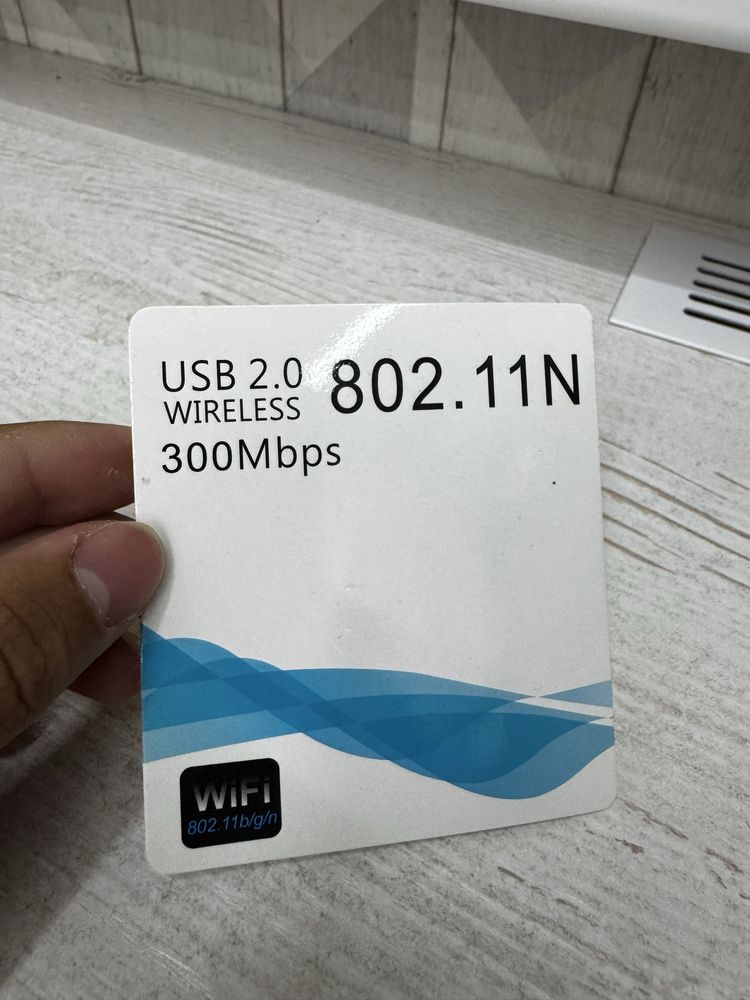 USB 2.0 802.11N
WIRELESS
300Mbps
WiFi
802.11b/g/n